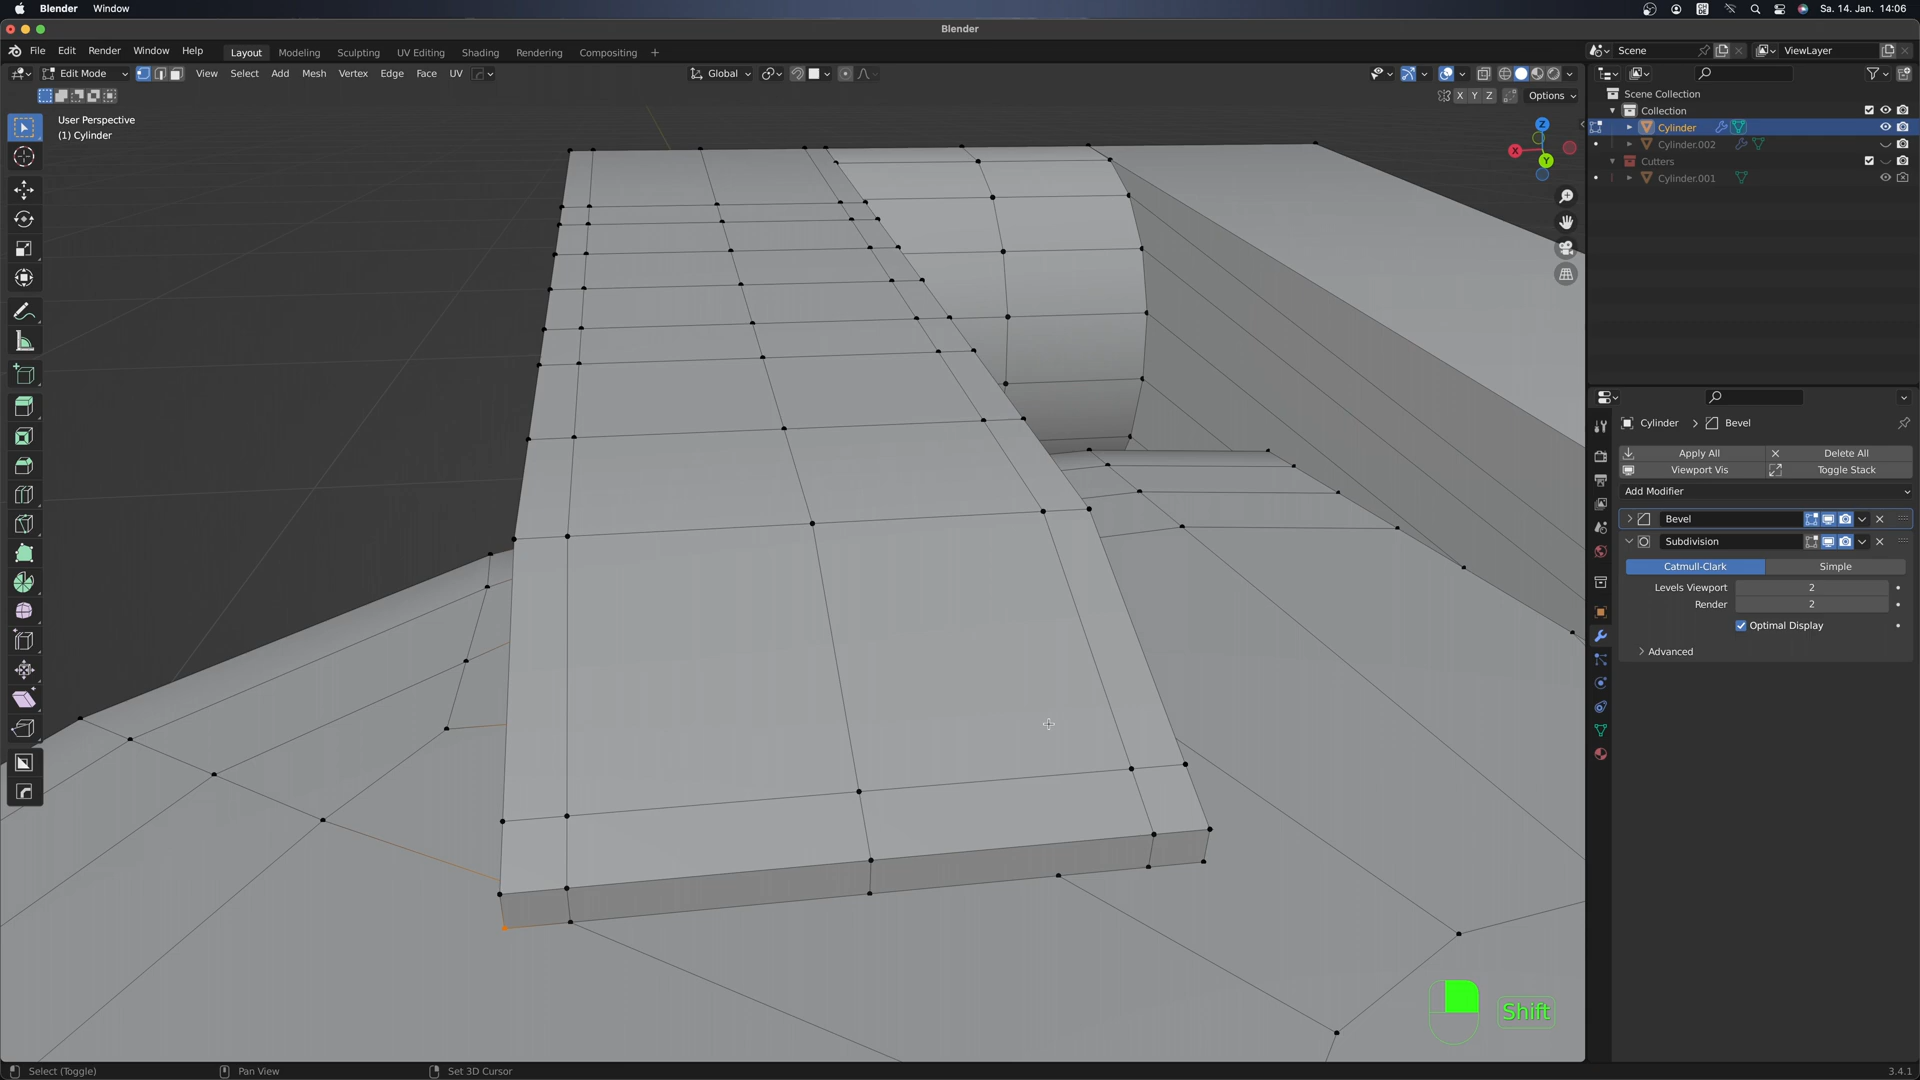 Blender Window
Sa. 14. Jan. 14:06
Blender
File Edit Render Window Help
Layout Modeling Sculpting UV Editing Shading Rendering Compositing +
Scene
ViewLayer
Edit Mode
View Select Add Mesh Vertex Edge Face UV
Global
X Y Z
Options
User Perspective
(1) Cylinder
Z
X
Y
Scene Collection
Collection
Cylinder
Cylinder.002
Cutters
Cylinder.001
Cylinder > Bevel
Apply All
Delete All
Viewport Vis
Toggle Stack
Add Modifier
Bevel
Subdivision
Catmull-Clark
Simple
Levels Viewport 2
Render 2
Optimal Display
Advanced
Shift
Select (Toggle)
Pan View
Set 3D Cursor
3.4.1